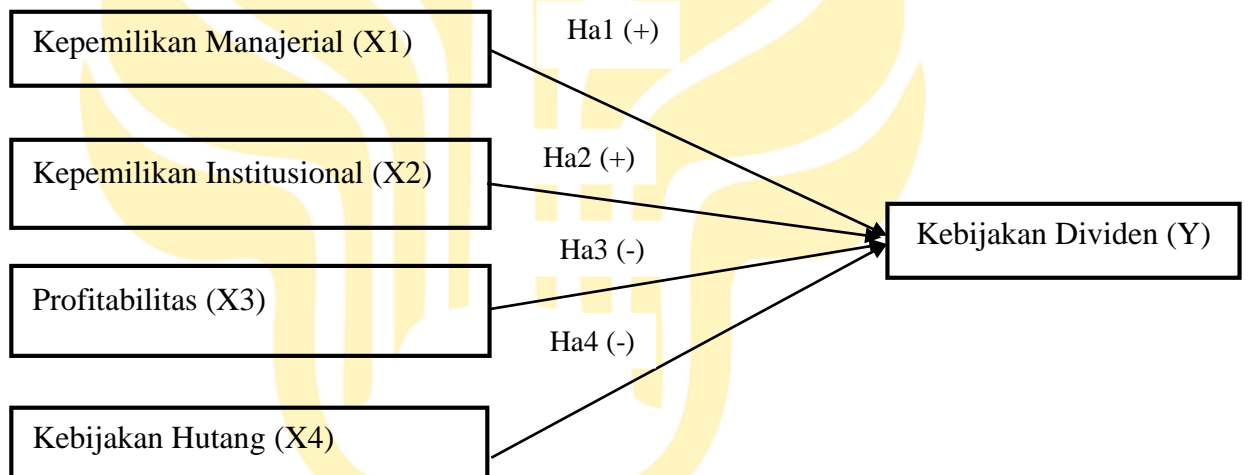 Kepemilikan Manajerial (X1)
Ha1 (+)
Kepemilikan Institusional (X2)
Ha2 (+)
Kebijakan Dividen (Y)
Ha3 (-)
Profitabilitas (X3)
Ha4 (-)
Kebijakan Hutang (X4)